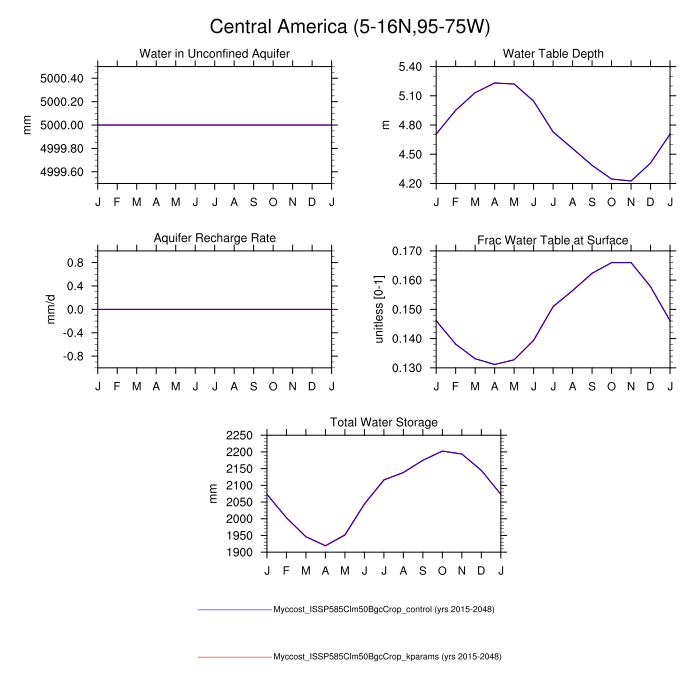 Central America (5-16N,95-75W)
Water in Unconfined Aquifer
5000.40
5000.20
5000.00
4999.80
4999.60
mm
J F M A M J J A S O N D J
Water Table Depth
5.40
5.10
4.80
4.50
4.20
m
J F M A M J J A S O N D J
Aquifer Recharge Rate
0.8
0.4
0.0
-0.4
-0.8
mm/d
J F M A M J J A S O N D J
Frac Water Table at Surface
0.170
0.160
0.150
0.140
0.130
unitless [0-1]
J F M A M J J A S O N D J
Total Water Storage
2250
2200
2150
2100
2050
2000
1950
1900
mm
J F M A M J J A S O N D J
Myccost_ISSP585Clm50BgcCrop_control (yrs 2015-2048)
Myccost_ISSP585Clm50BgcCrop_kparams (yrs 2015-2048)